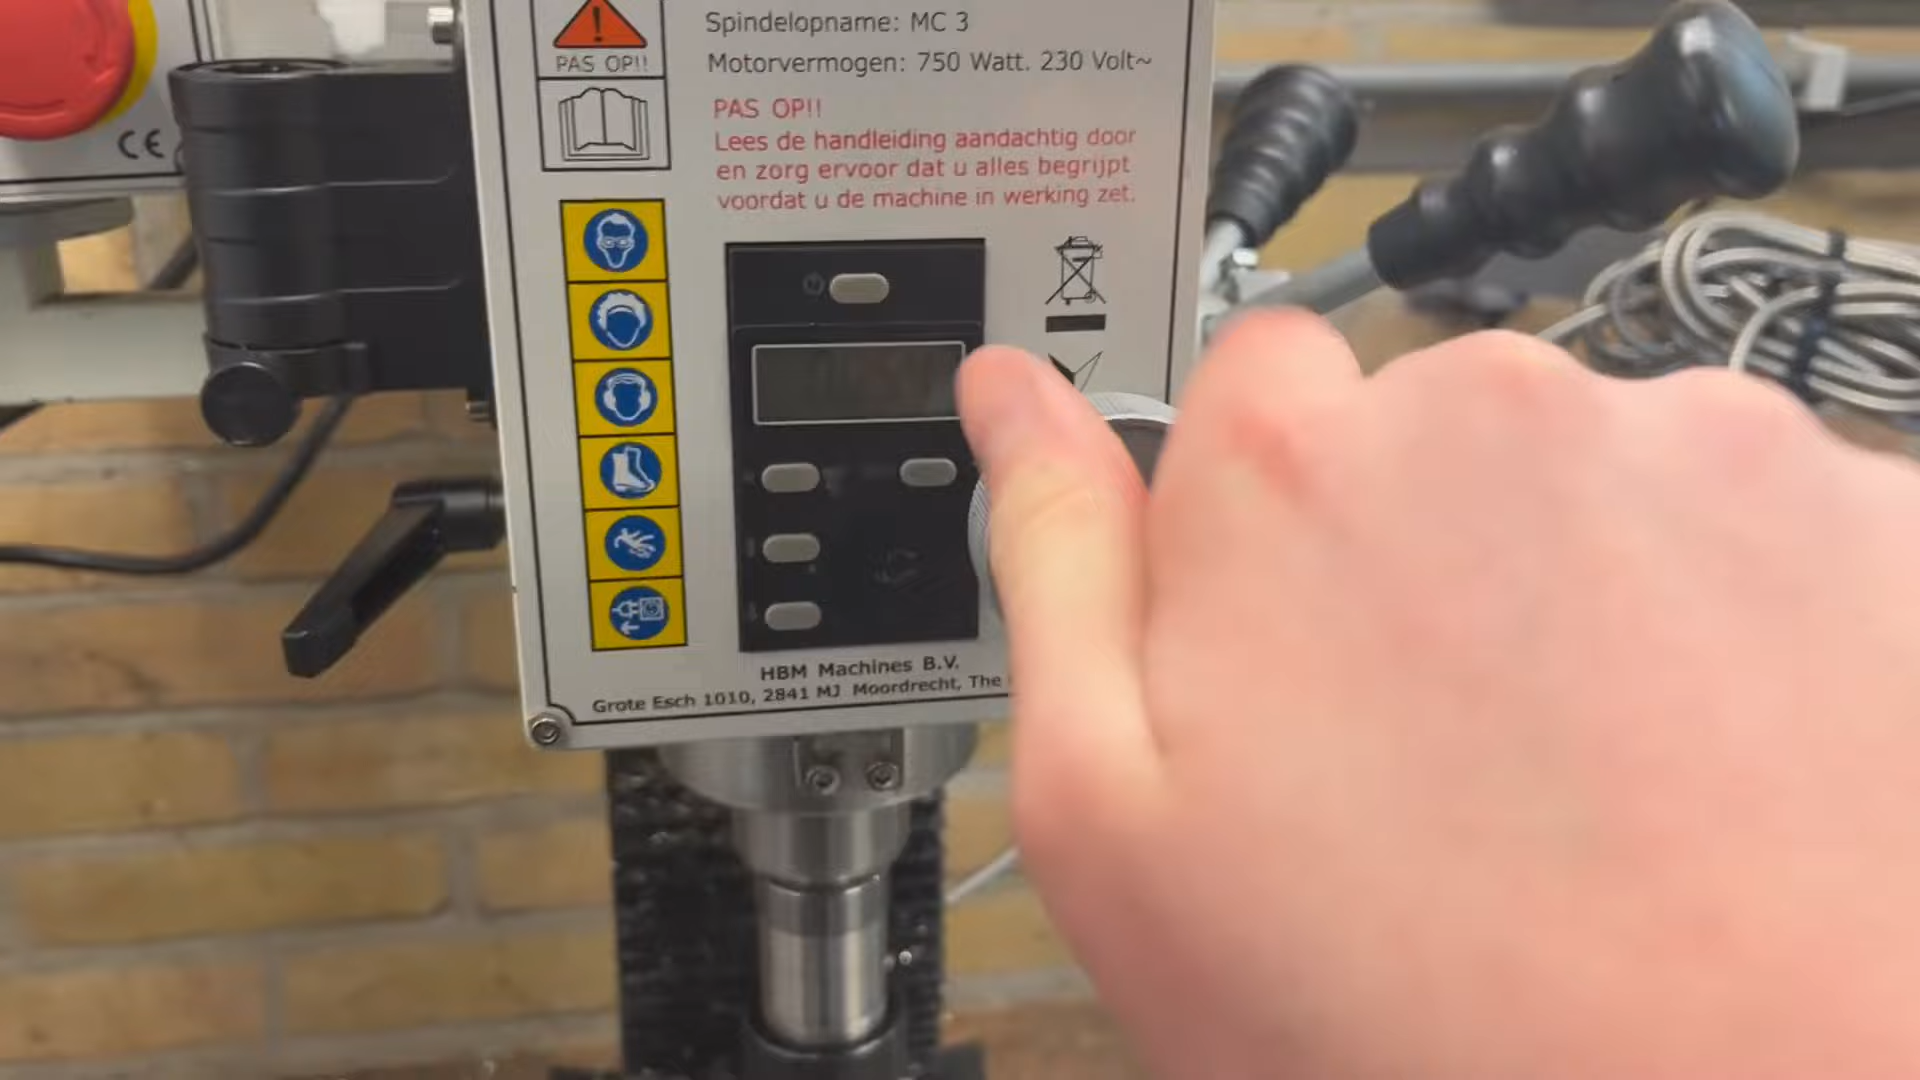 Spindelopname: MC 3
Motorvermogen: 750 Watt. 230 Volt~
PAS OP!!
PAS OP!!
Lees de handleiding aandachtig door
en zorg ervoor dat u alles begrijpt
voordat u de machine in werking zet.
CE
HBM Machines B.V.
Grote Esch 1010, 2841 MJ Moordrecht, The